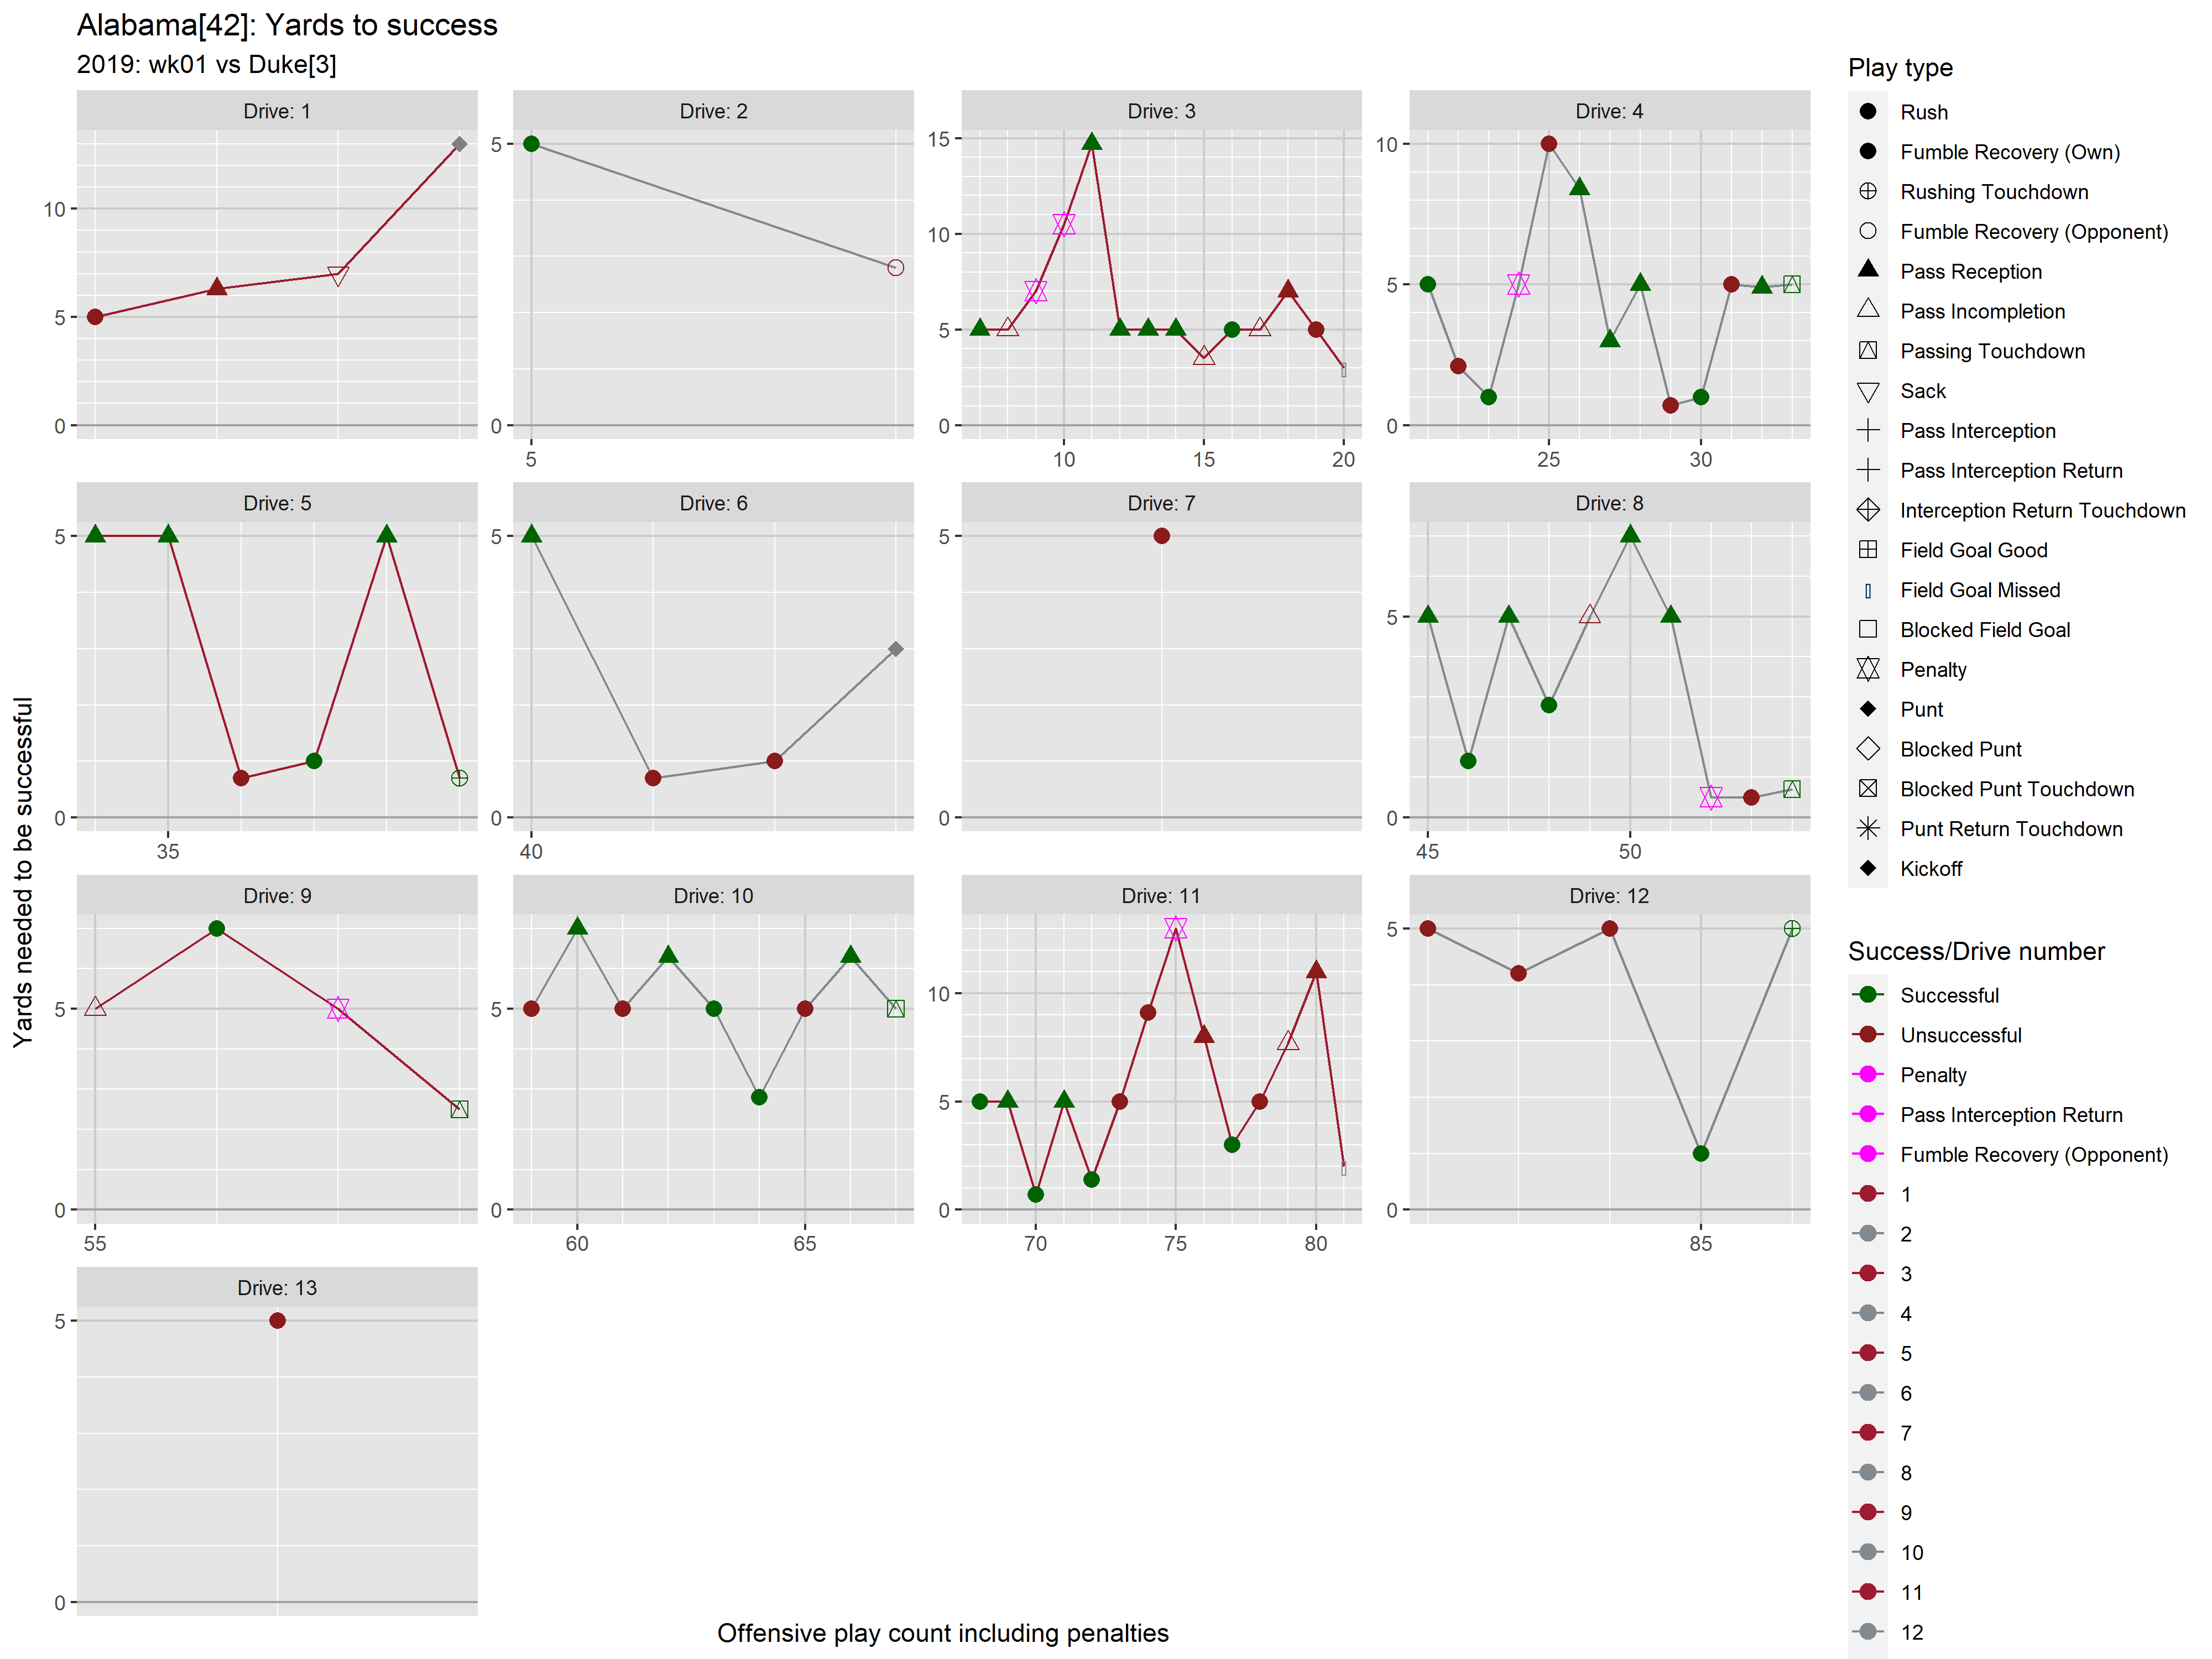 Alabama[42]: Yards to success
2019: wk01 vs Duke[3]
Drive: 1
10
5
0
Drive: 2
5
0
5
Drive: 3
15
10
5
0
10 15 20
Drive: 4
10
5
0
25 30
Drive: 5
5
0
35
Drive: 6
5
0
40
Drive: 7
5
0
Drive: 8
5
0
45 50
Drive: 9
5
0
55
Drive: 10
5
0
60 65
Drive: 11
10
5
0
70 75 80
Drive: 12
5
0
85
Drive: 13
5
0
Yards needed to be successful
Offensive play count including penalties
Play type
Rush
Fumble Recovery (Own)
Rushing Touchdown
Fumble Recovery (Opponent)
Pass Reception
Pass Incompletion
Passing Touchdown
Sack
Pass Interception
Pass Interception Return
Interception Return Touchdown
Field Goal Good
Field Goal Missed
Blocked Field Goal
Penalty
Punt
Blocked Punt
Blocked Punt Touchdown
Punt Return Touchdown
Kickoff
Success/Drive number
Successful
Unsuccessful
Penalty
Pass Interception Return
Fumble Recovery (Opponent)
1
2
3
4
5
6
7
8
9
10
11
12